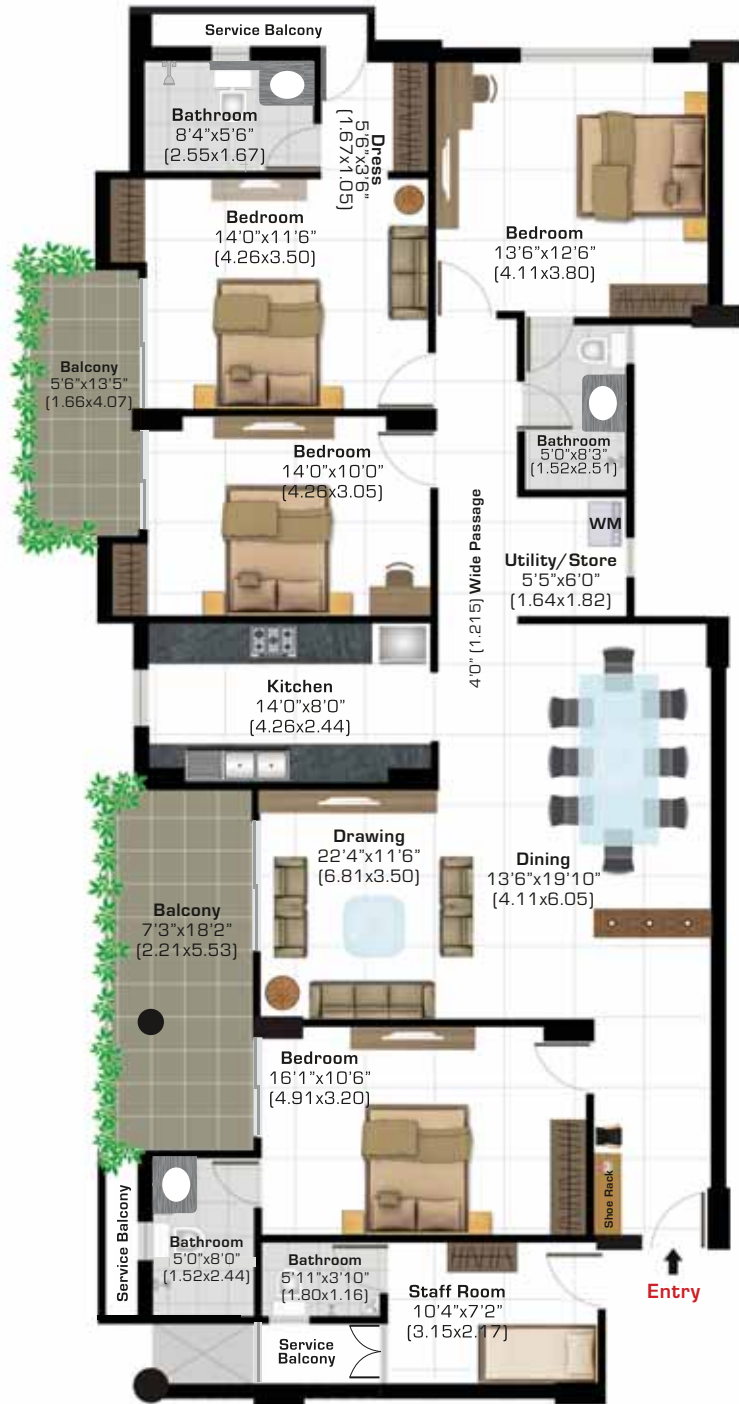 Service Balcony
Bathroom
8'4"x5'6"
(2.55x1.67)
Dress
5'6"x3'6"
(1.67x1.05)
Bedroom
14'0"x11'6"
(4.26x3.50)
Bedroom
13'6"x12'6"
(4.11x3.80)
Balcony
5'6"x13'5"
(1.66x4.07)
Bedroom
14'0"x10'0"
(4.26x3.05)
Bathroom
5'0"x8'3"
(1.52x2.51)
4'0" (1.215) Wide Passage
WM
Utility/Store
5'5"x6'0"
(1.64x1.82)
Kitchen
14'0"x8'0"
(4.26x2.44)
Drawing
22'4"x11'6"
(6.81x3.50)
Dining
13'6"x19'10"
(4.11x6.05)
Balcony
7'3"x18'2"
(2.21x5.53)
Bedroom
16'1"x10'6"
(4.91x3.20)
Shoe Rack
Service Balcony
Bathroom
5'0"x8'0"
(1.52x2.44)
Bathroom
5'11"x3'10"
(1.80x1.16)
Staff Room
10'4"x7'2"
(3.15x2.17)
Entry
Service
Balcony